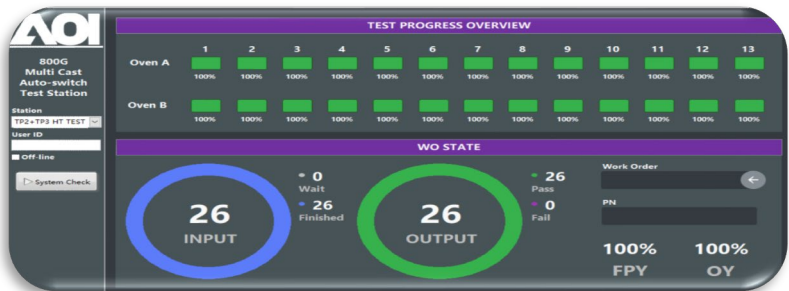 AOI
800G
Multi Cast
Auto-switch
Test Station
Station
TP2+TP3 HT TEST
User ID
Off-line
System Check
TEST PROGRESS OVERVIEW
1 2 3 4 5 6 7 8 9 10 11 12 13
Oven A
100% 100% 100% 100% 100% 100% 100% 100% 100% 100% 100% 100% 100%
Oven B
100% 100% 100% 100% 100% 100% 100% 100% 100% 100% 100% 100% 100%
WO STATE
26
INPUT
0
Wait
26
Finished
26
OUTPUT
26
Pass
0
Fail
Work Order
PN
100% 100%
FPY OY